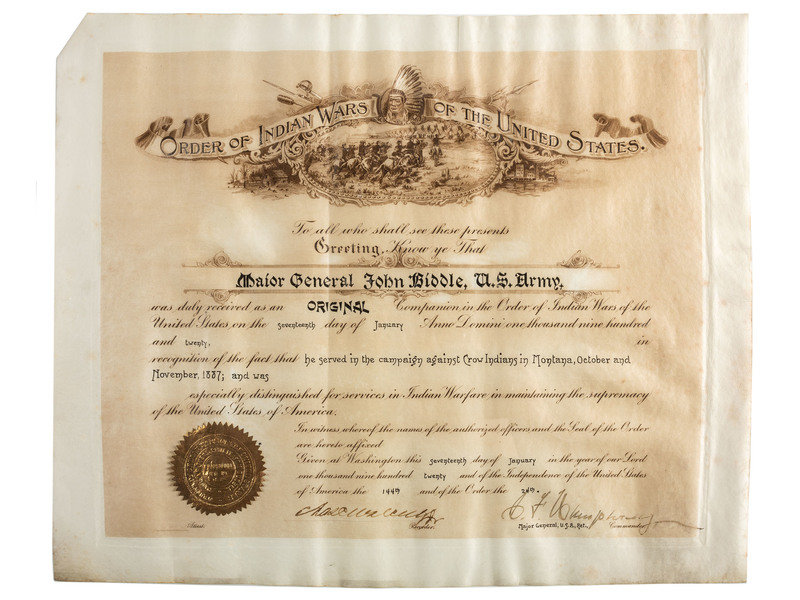 ORDER OF INDIAN WARS OF THE UNITED STATES.
To all who shall see these presents
Greeting, Know ye That
Major General John Biddle, U.S. Army,
was duly received as an ORIGINAL Companion in the Order of Indian Wars of the
United States on the seventeenth day of January Anno Domini one thousand nine hundred
and twenty, in
recognition of the fact that he served in the campaign against Crow Indians in Montana, October and
November, 1887; and was
especially distinguished for services in Indian Warfare in maintaining the supremacy
of the United States of America.
In witness whereof the names of the authorized officers and the Seal of the Order
are hereto affixed
Given at Washington this seventeenth day of January in the year of our Lord
one thousand nine hundred twenty and of the Independence of the United States
of America the 144th and of the Order the 24th.
Attest:
Recorder.
Major General, U.S.A., Ret., Commander.